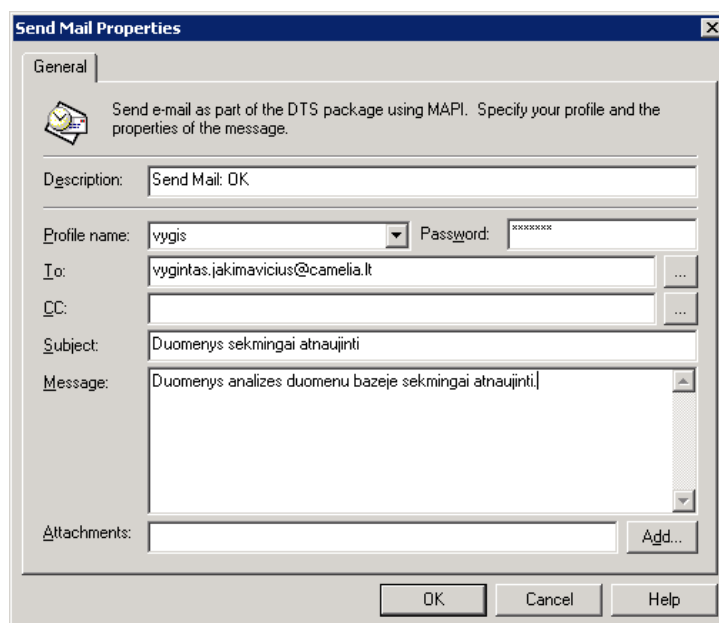 Send Mail Properties
General
Send e-mail as part of the DTS package using MAPI. Specify your profile and the
properties of the message.
Description: Send Mail: OK
Profile name: vygis Password: xxxxxxx
To: vygintas.jakimavicius@camelia.lt ...
CC: ...
Subject: Duomenys sekmingai atnaujinti
Message: Duomenys analizes duomenu bazeje sekmingai atnaujinti.
Attachments: Add...
OK Cancel Help